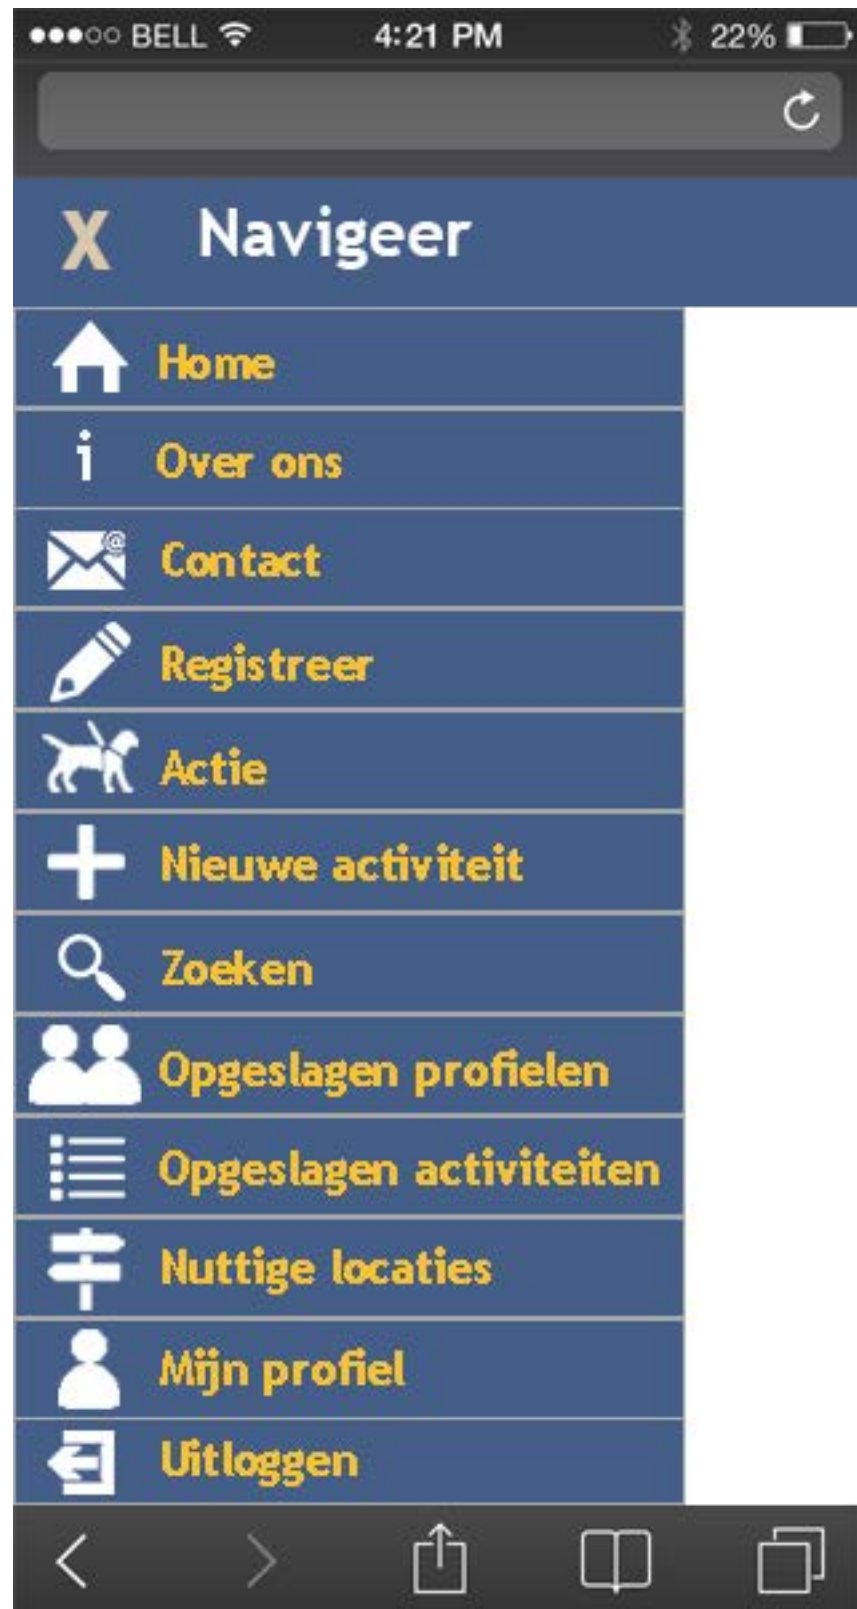 BELL 4:21 PM 22%
X Navigeer
Home
i Over ons
@
Contact
Registreer
Actie
Nieuwe activiteit
Zoeken
Opgeslagen profielen
Opgeslagen activiteiten
Nuttige locaties
Mijn profiel
Uitloggen